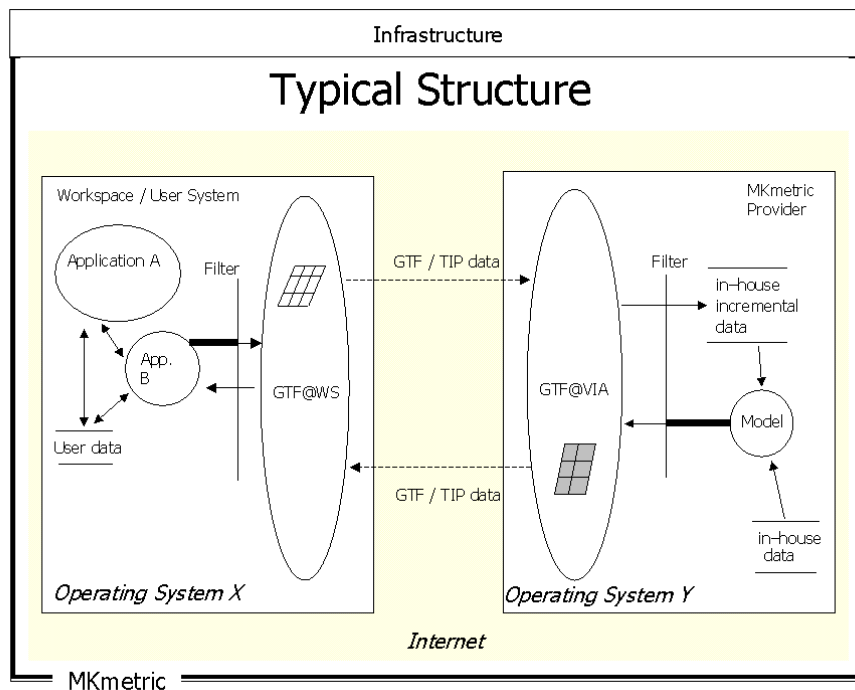 Infrastructure
Typical Structure
Workspace / User System
Application A
Filter
App.
B
GTF@WS
User data
Operating System X
GTF / TIP data
GTF / TIP data
MKmetric
Provider
Filter
in-house
incremental
data
GTF@VIA
Model
in-house
data
Operating System Y
Internet
MKmetric